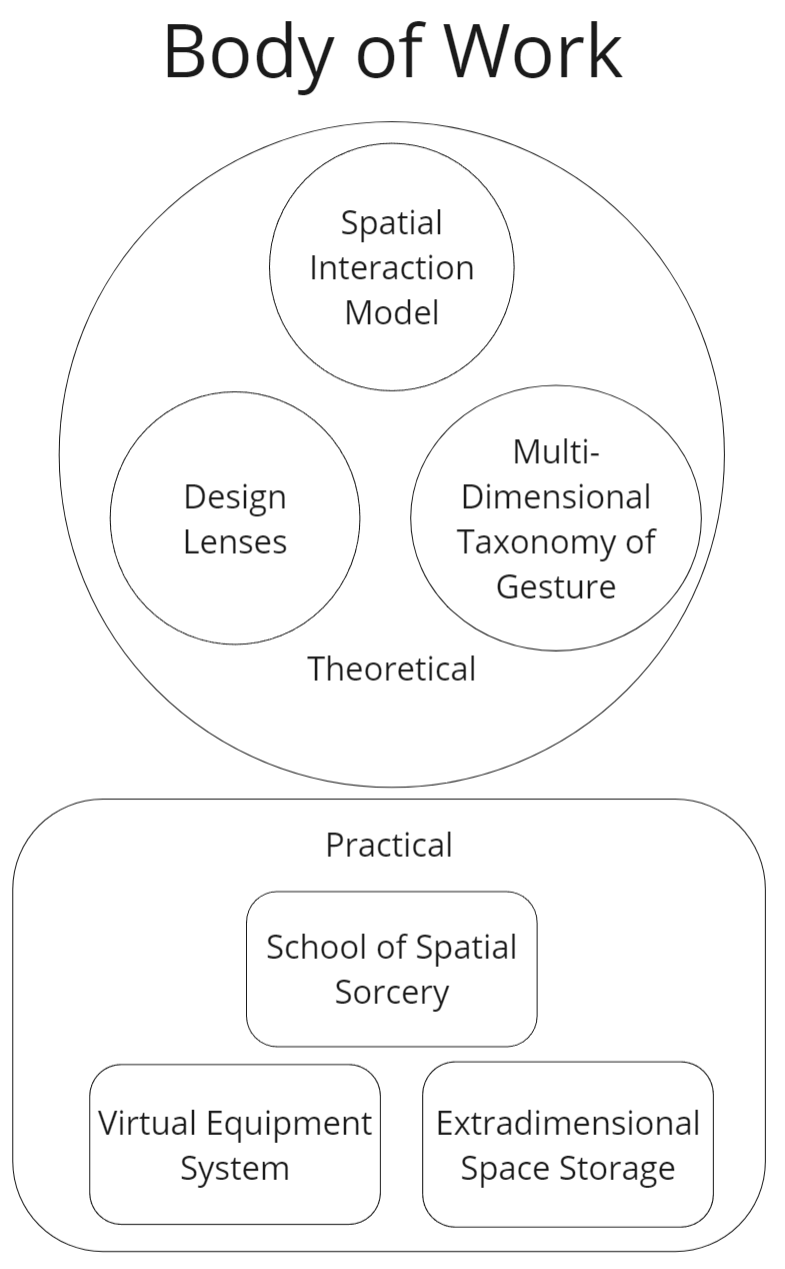 Body of Work
Spatial
Interaction
Model
Design
Lenses
Multi-
Dimensional
Taxonomy of
Gesture
Theoretical
Practical
School of Spatial
Sorcery
Virtual Equipment
System
Extradimensional
Space Storage